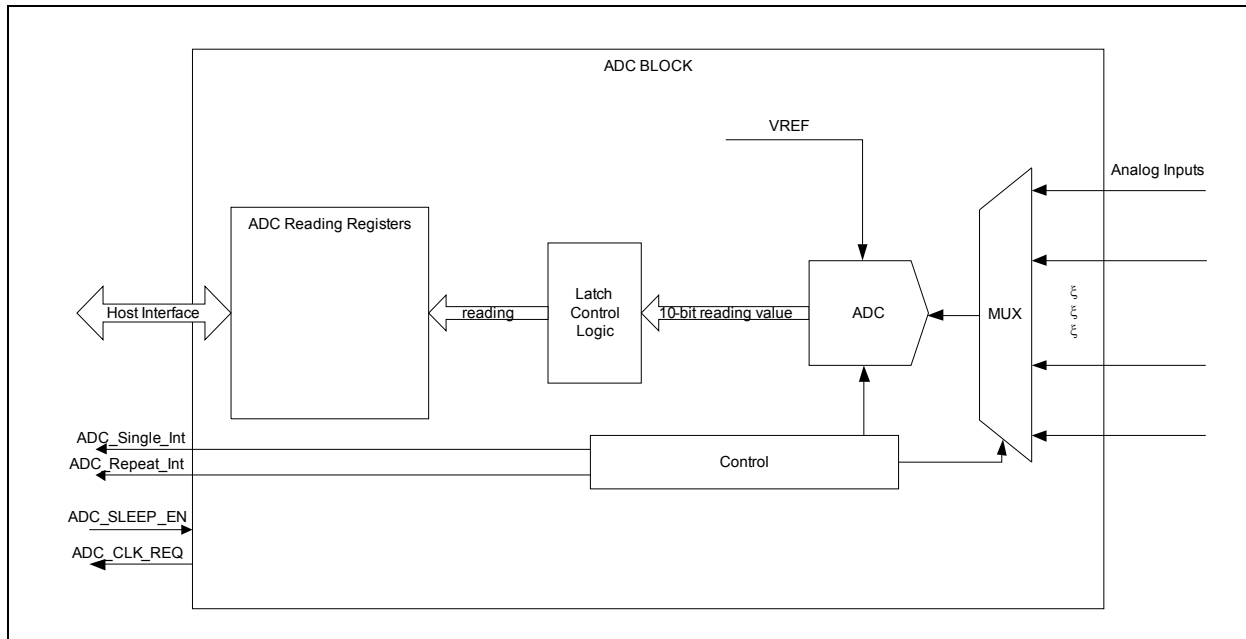 ADC BLOCK
VREF
Analog Inputs
ADC Reading Registers
Host Interface
reading
Latch
Control
Logic
10-bit reading value
ADC
MUX
ξ ξ ξ
ADC_Single_Int
ADC_Repeat_Int
Control
ADC_SLEEP_EN
ADC_CLK_REQ